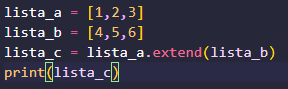 lista_a = [1,2,3]
lista_b = [4,5,6]
lista_c = lista_a.extend(lista_b)
print(lista_c)